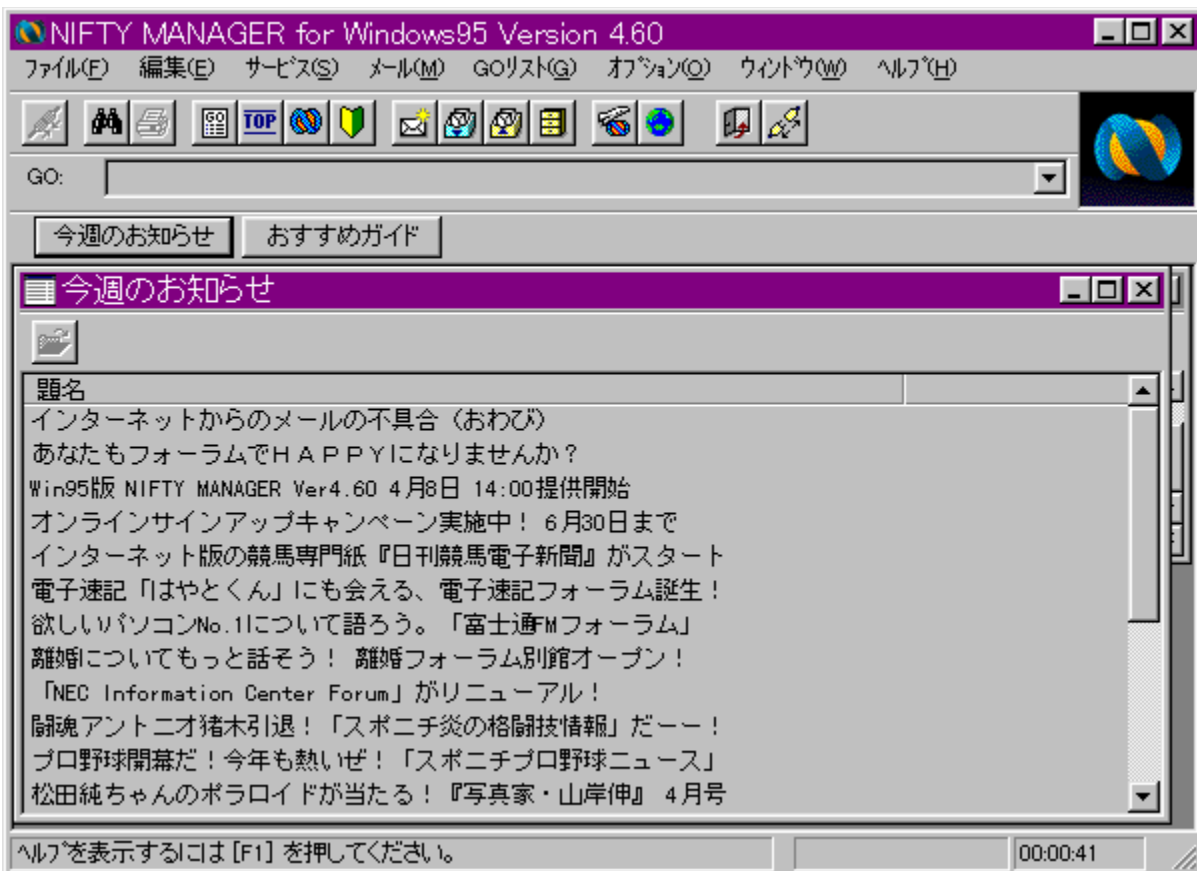 NIFTY MANAGER for Windows95 Version 4.60
ファイル(F) 編集(E) サービス(S) メール(M) GOリスト(G) オプション(O) ウィンドウ(W) ヘルプ(H)
GO TOP
GO:
今週のお知らせ おすすめガイド
今週のお知らせ
題名
インターネットからのメールの不具合（おわび）
あなたもフォーラムでＨＡＰＰＹになりませんか？
Win95版 NIFTY MANAGER Ver4.60 4月8日 14:00提供開始
オンラインサインアップキャンペーン実施中！ 6月30日まで
インターネット版の競馬専門紙『日刊競馬電子新聞』がスタート
電子速記「はやとくん」にも会える、電子速記フォーラム誕生！
欲しいパソコンNo.1について語ろう。「富士通FMフォーラム」
離婚についてもっと話そう！ 離婚フォーラム別館オープン！
「NEC Information Center Forum」がリニューアル！
闘魂アントニオ猪木引退！「スポニチ炎の格闘技情報」だーー！
プロ野球開幕だ！今年も熱いぜ！「スポニチプロ野球ニュース」
松田純ちゃんのポラロイドが当たる！『写真家・山岸伸』 4月号
ヘルプを表示するには [F1] を押してください。 00:00:41